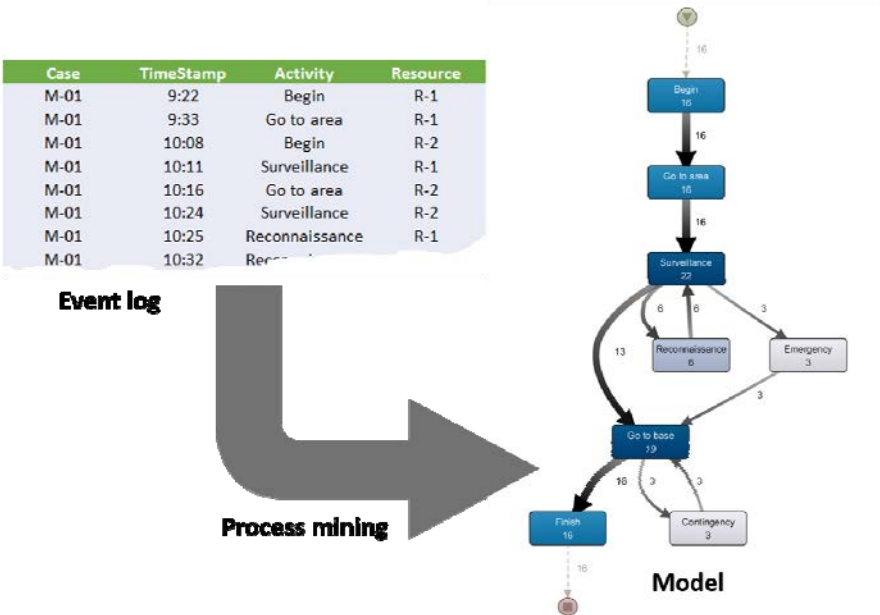 Case TimeStamp Activity Resource
M-01 9:22 Begin R-1
M-01 9:33 Go to area R-1
M-01 10:08 Begin R-2
M-01 10:11 Surveillance R-1
M-01 10:16 Go to area R-2
M-01 10:24 Surveillance R-2
M-01 10:25 Reconnaissance R-1
M-01 10:32
Event log
Process mining
16
Begin
16
16
Go to area
16
16
Surveillance
22
6 6 3
13
Reconnaissance
6
Emergency
3
3
Go to base
19
16 3 3
Finish
16
Contingency
3
16
Model